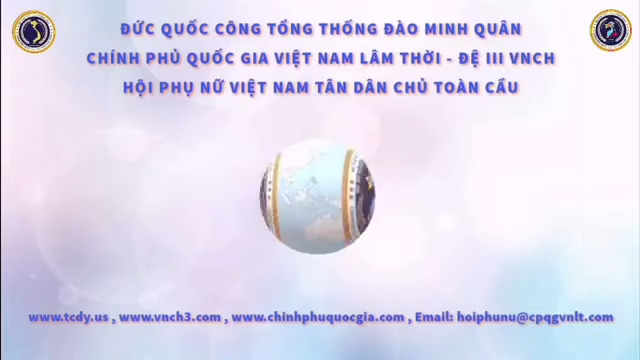 ĐỨC QUỐC CÔNG TỔNG THỐNG ĐÀO MINH QUÂN
CHÍNH PHỦ QUỐC GIA VIỆT NAM LÂM THỜI - ĐỆ III VNCH
HỘI PHỤ NỮ VIỆT NAM TÂN DÂN CHỦ TOÀN CẦU
www.tcdy.us , www.vnch3.com , www.chinhphuquocgia.com , Email: hoiphunu@cpqgvnlt.com